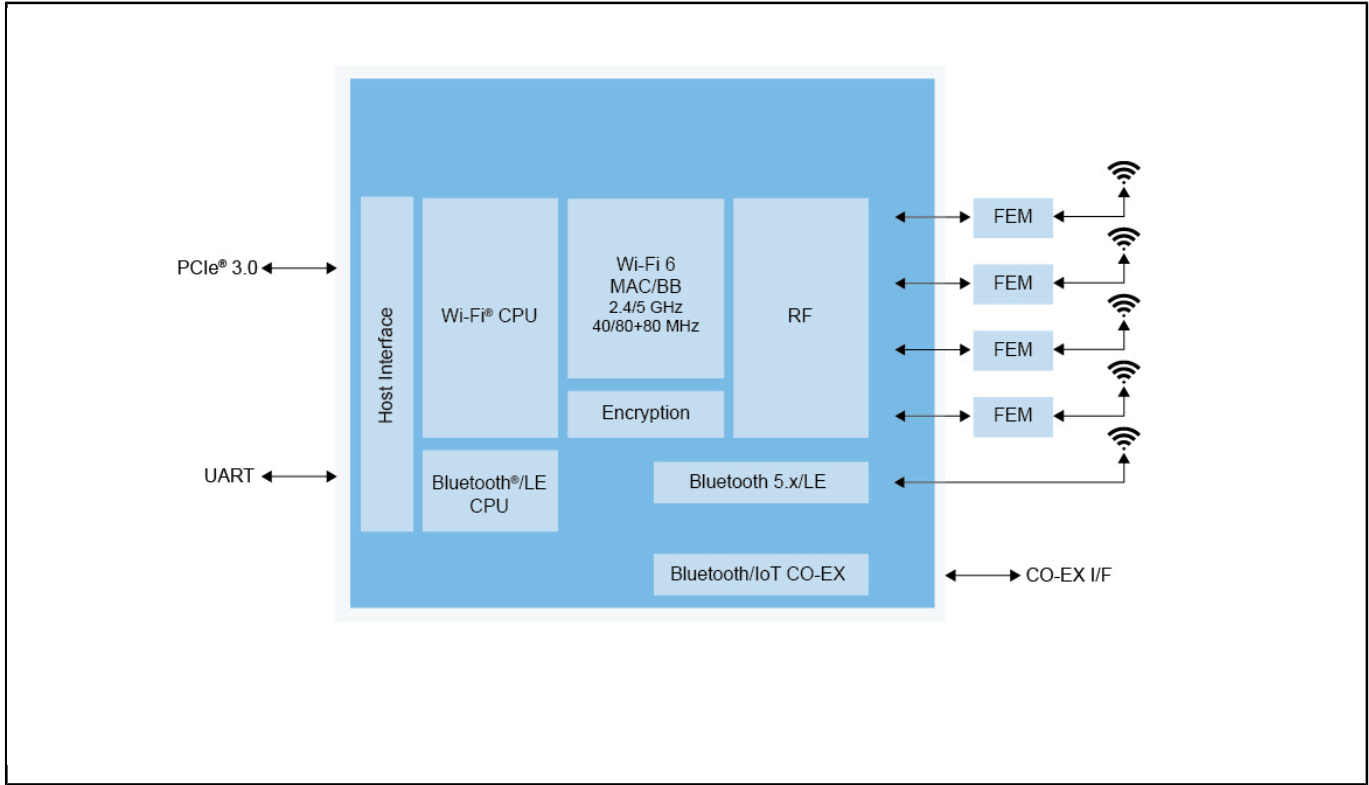 PCIe® 3.0
UART
Host Interface
Wi-Fi® CPU
Bluetooth®/LE
CPU
Wi-Fi 6
MAC/BB
2.4/5 GHz
40/80+80 MHz
Encryption
RF
Bluetooth 5.x/LE
Bluetooth/IoT CO-EX
FEM
FEM
FEM
FEM
CO-EX I/F